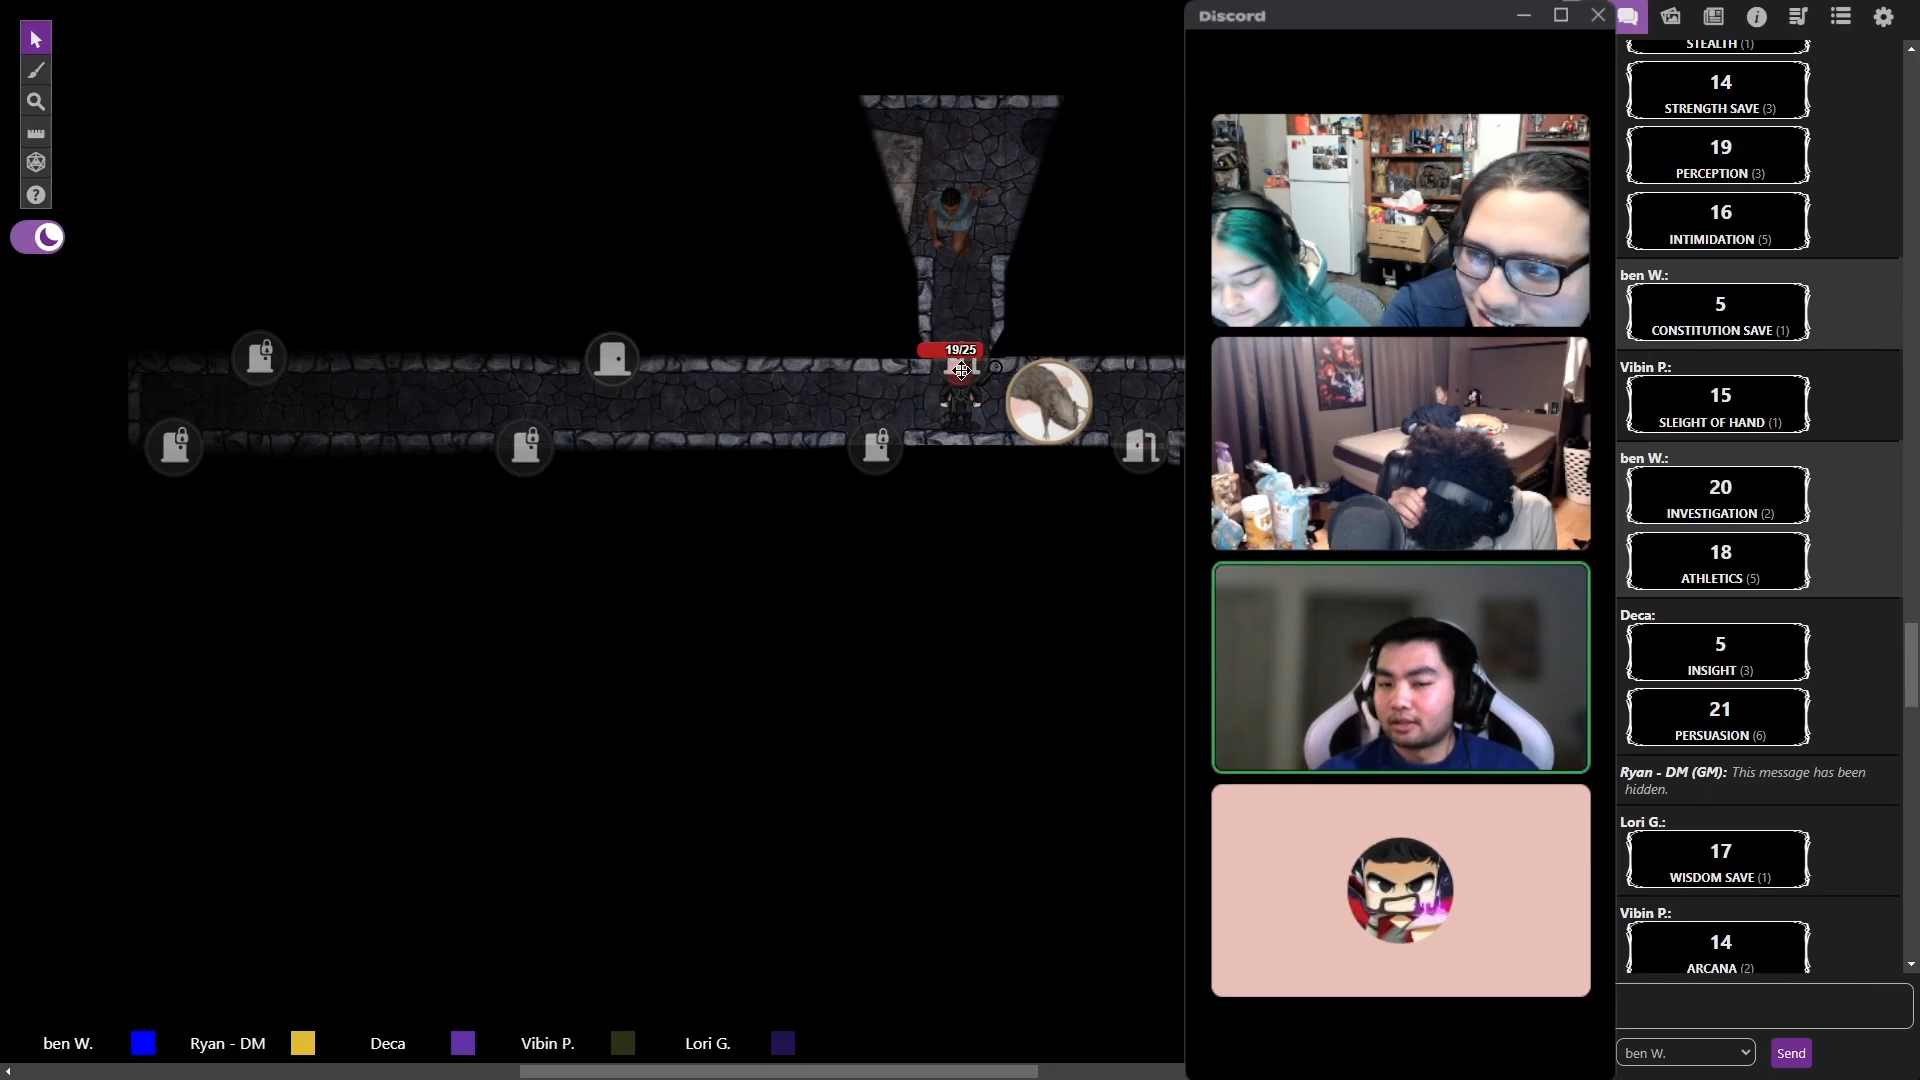 Discord
STEALTH (1)
14
STRENGTH SAVE (3)
19
PERCEPTION (3)
16
INTIMIDATION (5)
ben W.:
5
CONSTITUTION SAVE (1)
Vibin P.:
15
SLEIGHT OF HAND (1)
ben W.:
20
INVESTIGATION (2)
18
ATHLETICS (5)
Deca:
5
INSIGHT (3)
21
PERSUASION (6)
Ryan - DM (GM): This message has been
hidden.
Lori G.:
17
WISDOM SAVE (1)
Vibin P.:
14
ARCANA (2)
19/25
ben W.
Ryan - DM
Deca
Vibin P.
Lori G.
ben W.
Send